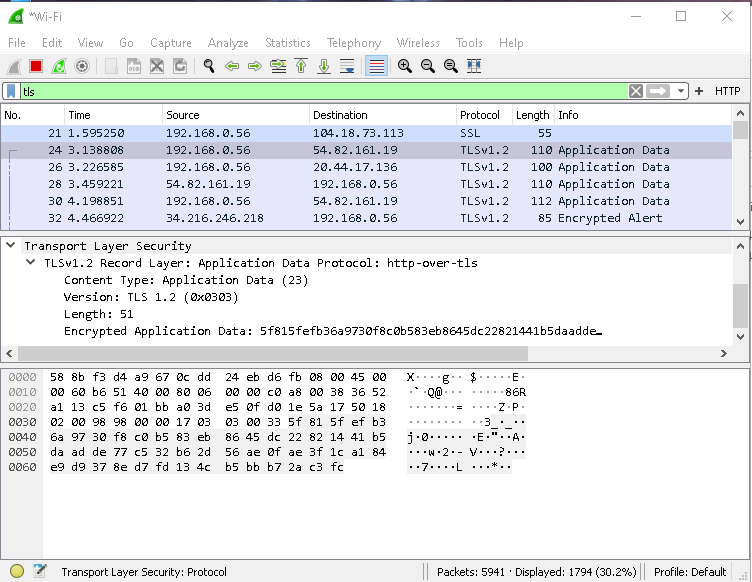 *Wi-Fi
File Edit View Go Capture Analyze Statistics Telephony Wireless Tools Help
tls + HTTP
No. Time Source Destination Protocol Length Info
21 1.595250 192.168.0.56 104.18.73.113 SSL 55
24 3.138808 192.168.0.56 54.82.161.19 TLSv1.2 110 Application Data
26 3.226585 192.168.0.56 20.44.17.136 TLSv1.2 100 Application Data
28 3.459221 54.82.161.19 192.168.0.56 TLSv1.2 110 Application Data
30 4.198851 192.168.0.56 54.82.161.19 TLSv1.2 112 Application Data
32 4.466922 34.216.246.218 192.168.0.56 TLSv1.2 85 Encrypted Alert
Transport Layer Security
TLSv1.2 Record Layer: Application Data Protocol: http-over-tls
Content Type: Application Data (23)
Version: TLS 1.2 (0x0303)
Length: 51
Encrypted Application Data: 5f815fefb36a9730f8c0b583eb8645dc22821441b5daadde…
0000 58 8b f3 d4 a9 67 0c dd 24 eb d6 fb 08 00 45 00 X····g·· $·····E·
0010 00 60 b6 51 40 00 80 06 00 00 c0 a8 00 38 36 52 ·`·Q@··· ·····86R
0020 a1 13 c5 f6 01 bb a0 3d e5 0f d0 1e 5a 17 50 18 ·······= ····Z·P·
0030 02 00 98 98 00 00 17 03 03 00 33 5f 81 5f ef b3 ········ ··3_·_··
0040 6a 97 30 f8 c0 b5 83 eb 86 45 dc 22 82 14 41 b5 j·0····· ·E·"··A·
0050 da ad de 77 c5 32 b6 2d 56 ae 0f ae 3f 1c a1 84 ···w·2·- V···?···
0060 e9 d9 37 8e d7 fd 13 4c b5 bb b7 2a c3 fc ··7····L ···*··
Transport Layer Security: Protocol Packets: 5941 · Displayed: 1794 (30.2%) Profile: Default